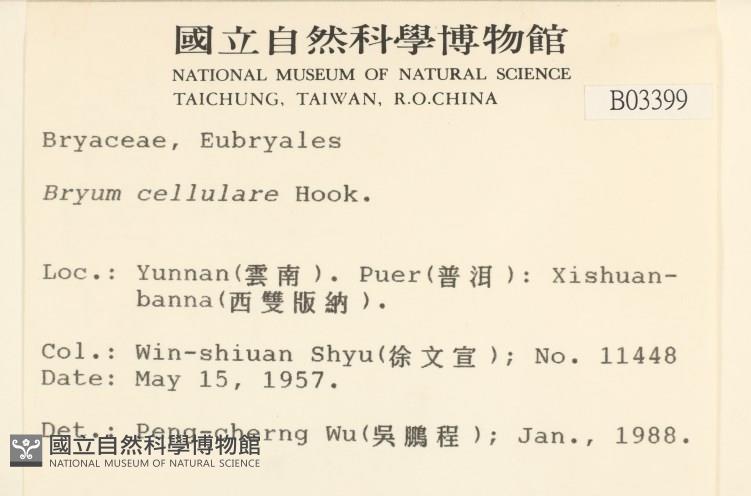 國立自然科學博物館
NATIONAL MUSEUM OF NATURAL SCIENCE
TAICHUNG, TAIWAN, R.O.CHINA
B03399
Bryaceae, Eubryales
Bryum cellulare Hook.
Loc.: Yunnan(雲南). Puer(普洱): Xishuan-
banna(西雙版納).
Col.: Win-shiuan Shyu(徐文宣); No. 11448
Date: May 15, 1957.
Det.: Peng-cherng Wu(吳鵬程); Jan., 1988.
國立自然科學博物館
NATIONAL MUSEUM OF NATURAL SCIENCE